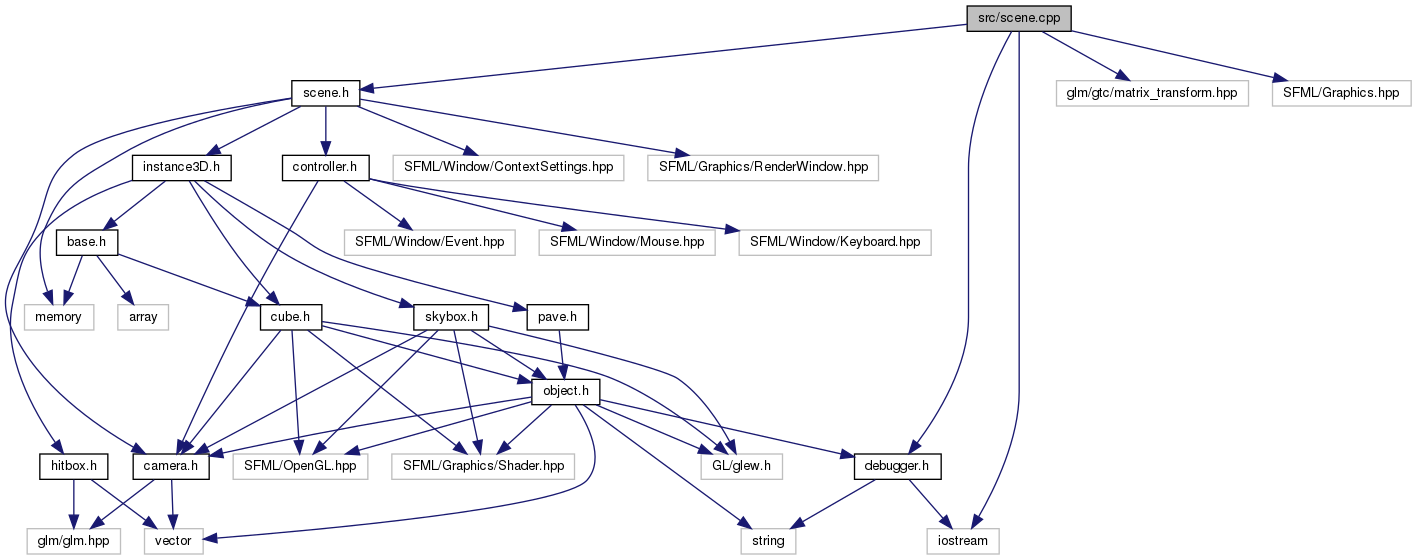 src/scene.cpp
scene.h
glm/gtc/matrix_transform.hpp
SFML/Graphics.hpp
instance3D.h
controller.h
SFML/Window/ContextSettings.hpp
SFML/Graphics/RenderWindow.hpp
base.h
SFML/Window/Event.hpp
SFML/Window/Mouse.hpp
SFML/Window/Keyboard.hpp
memory
array
cube.h
skybox.h
pave.h
object.h
hitbox.h
camera.h
SFML/OpenGL.hpp
SFML/Graphics/Shader.hpp
GL/glew.h
debugger.h
glm/glm.hpp
vector
string
iostream